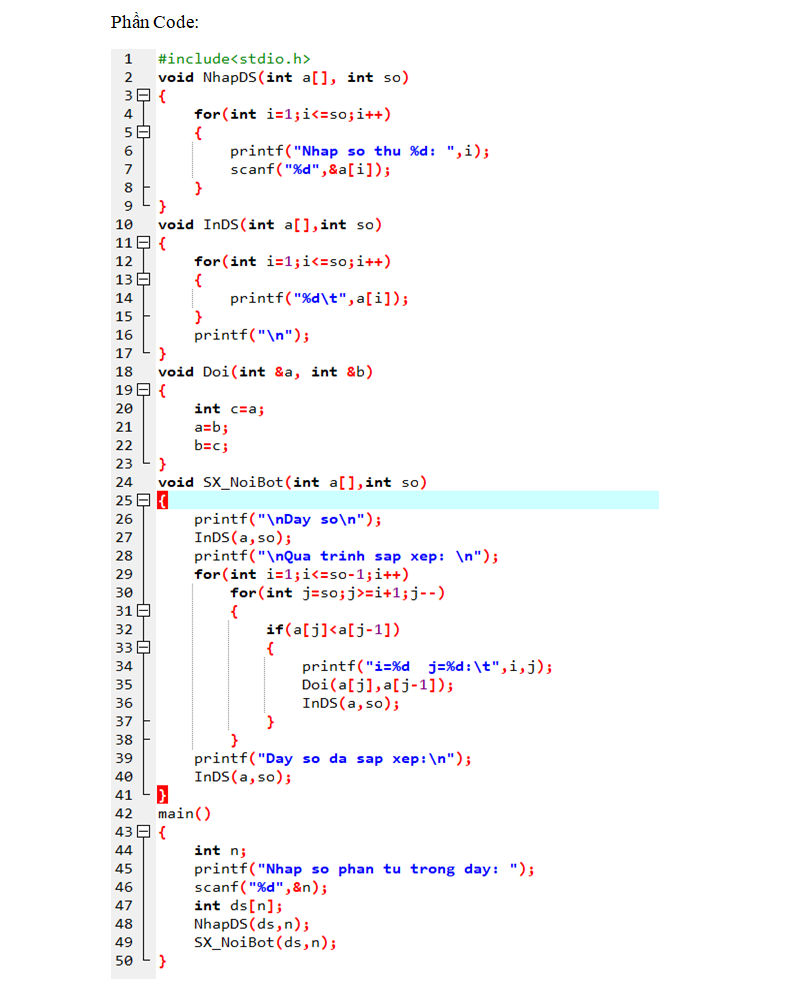 Phần Code:
1 #include<stdio.h>
2 void NhapDS(int a[], int so)
3 {
4 for(int i=1;i<=so;i++)
5 {
6 printf("Nhap so thu %d: ",i);
7 scanf("%d",&a[i]);
8 }
9 }
10 void InDS(int a[],int so)
11 {
12 for(int i=1;i<=so;i++)
13 {
14 printf("%d\t",a[i]);
15 }
16 printf("\n");
17 }
18 void Doi(int &a, int &b)
19 {
20 int c=a;
21 a=b;
22 b=c;
23 }
24 void SX_NoiBot(int a[],int so)
25 {
26 printf("\nDay so\n");
27 InDS(a,so);
28 printf("\nQua trinh sap xep: \n");
29 for(int i=1;i<=so-1;i++)
30 for(int j=so;j>=i+1;j--)
31 {
32 if(a[j]<a[j-1])
33 {
34 printf("i=%d  j=%d:\t",i,j);
35 Doi(a[j],a[j-1]);
36 InDS(a,so);
37 }
38 }
39 printf("Day so da sap xep:\n");
40 InDS(a,so);
41 }
42 main()
43 {
44 int n;
45 printf("Nhap so phan tu trong day: ");
46 scanf("%d",&n);
47 int ds[n];
48 NhapDS(ds,n);
49 SX_NoiBot(ds,n);
50 }